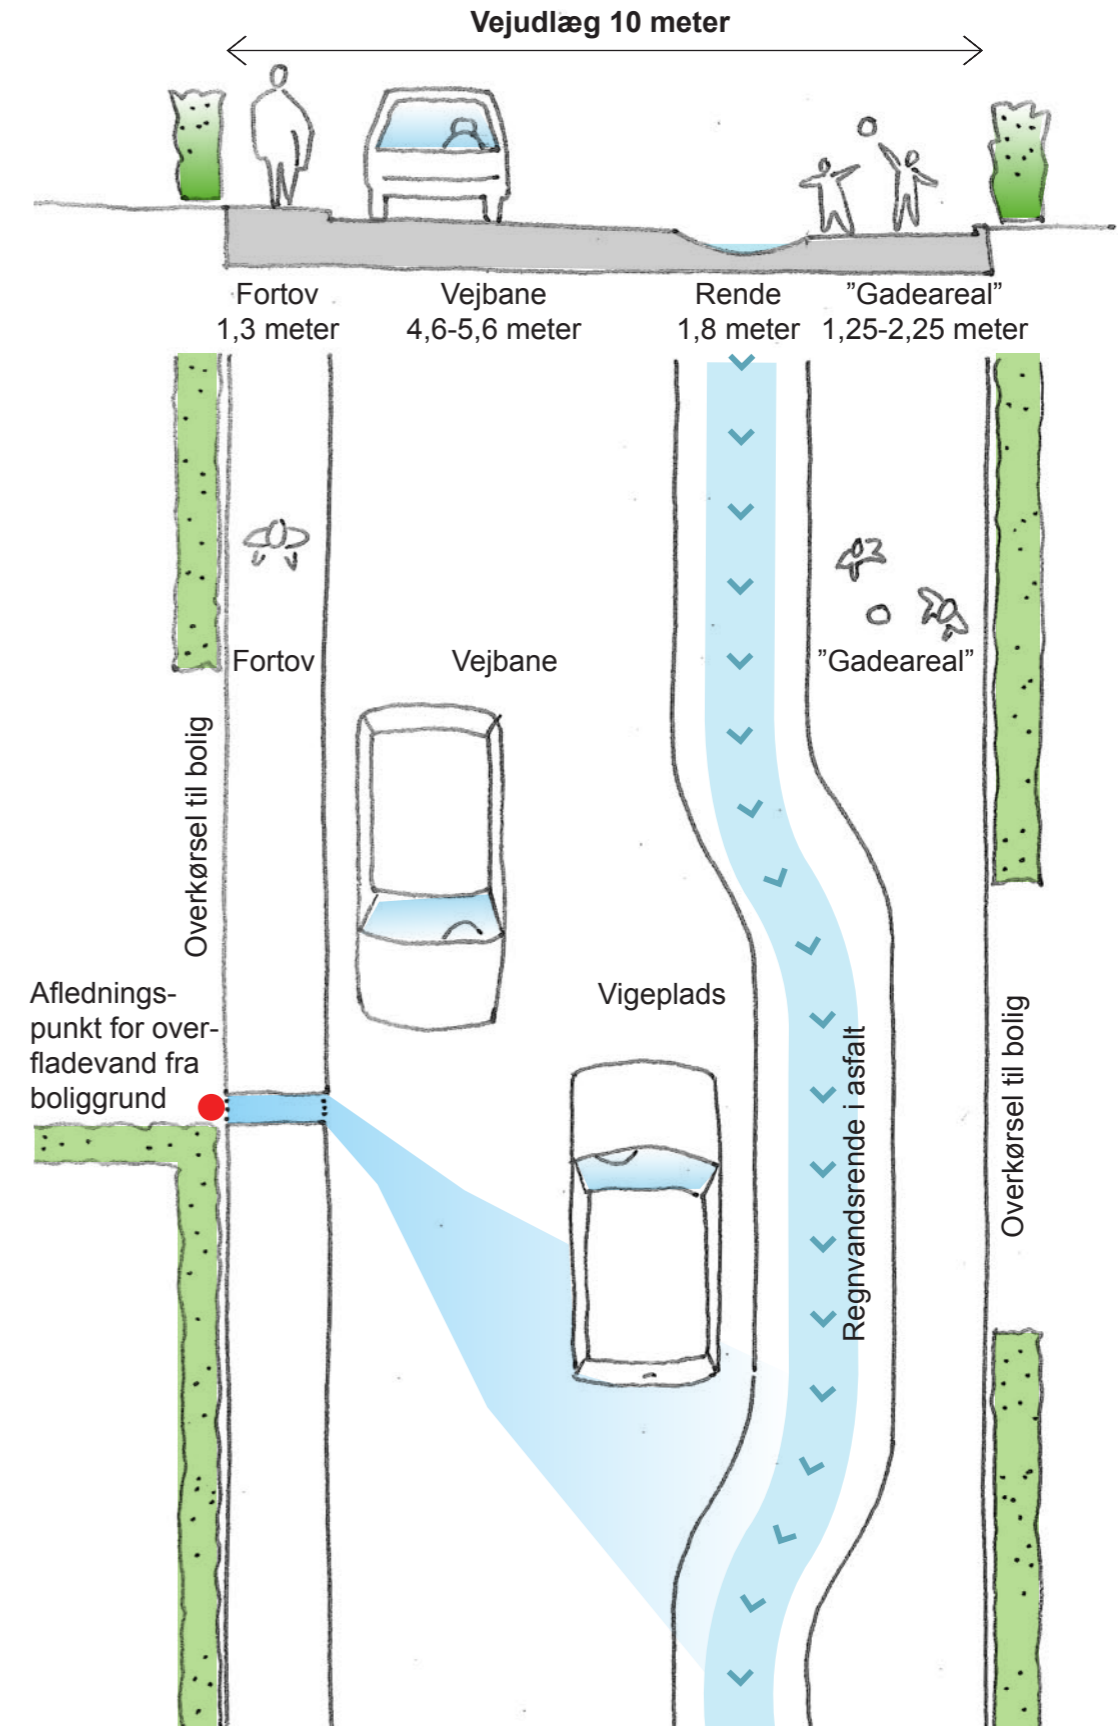 Vejudlæg 10 meter
Fortov
1,3 meter
Vejbane
4,6-5,6 meter
Rende
1,8 meter
”Gadeareal”
1,25-2,25 meter
Fortov
Vejbane
”Gadeareal”
Overkørsel til bolig
Vigeplads
Aflednings-
punkt for over-
fladevand fra
boliggrund
Regnvandsrende i asfalt
Overkørsel til bolig